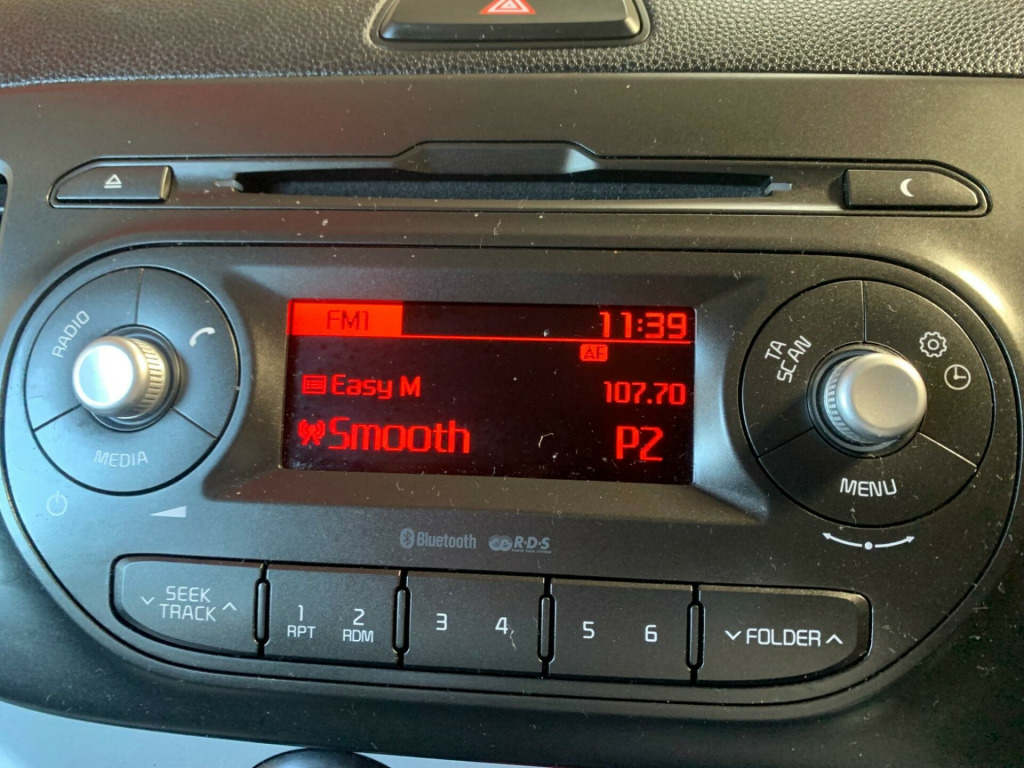 FM1 11:39
AF
Easy M 107.70
Smooth P2
RADIO
MEDIA
TA
SCAN
MENU
Bluetooth R·D·S
SEEK
TRACK
1 2 3 4 5 6
RPT RDM
FOLDER